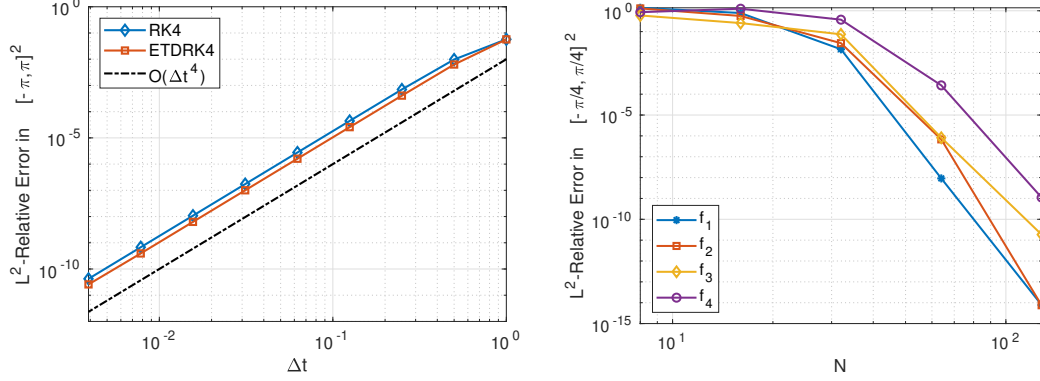 RK4
ETDRK4
O(Δt^4)
L^2-Relative Error in [-π,π]^2
10^0
10^-5
10^-10
10^-2
10^-1
10^0
Δt
L^2-Relative Error in [-π/4, π/4]^2
10^0
10^-5
10^-10
10^-15
f_1
f_2
f_3
f_4
10^1
10^2
N